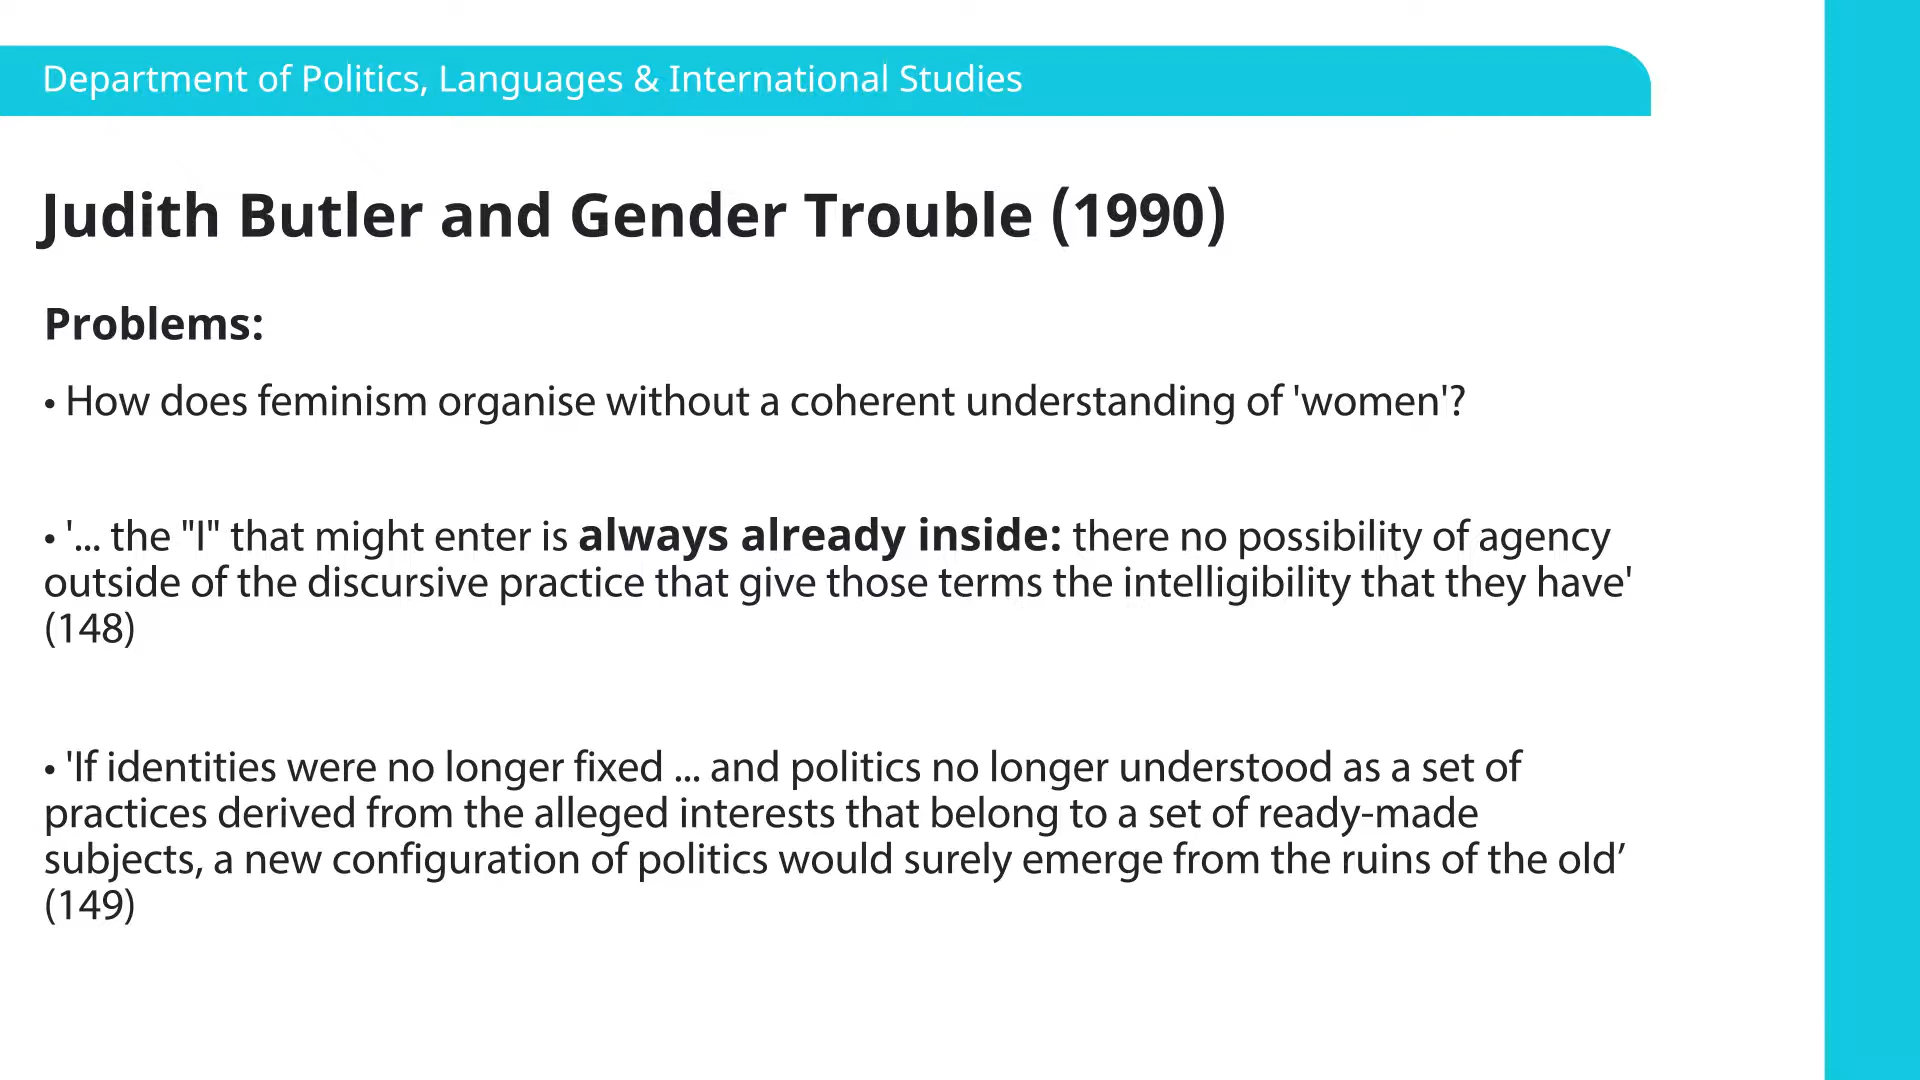 Department of Politics, Languages & International Studies
Judith Butler and Gender Trouble (1990)
Problems:
• How does feminism organise without a coherent understanding of 'women'?
• '... the "I" that might enter is always already inside: there no possibility of agency
outside of the discursive practice that give those terms the intelligibility that they have'
(148)
• 'If identities were no longer fixed ... and politics no longer understood as a set of
practices derived from the alleged interests that belong to a set of ready-made
subjects, a new configuration of politics would surely emerge from the ruins of the old’
(149)